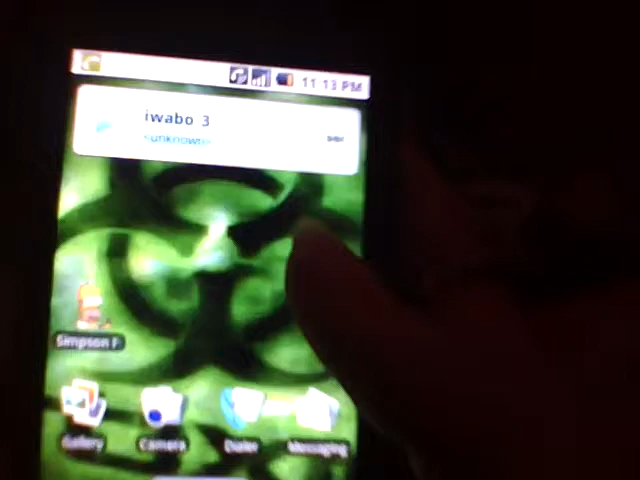 11:13 PM
iwabo 3
<unknown>
Simpson F
Gallery
Camera
Dialer
Messaging